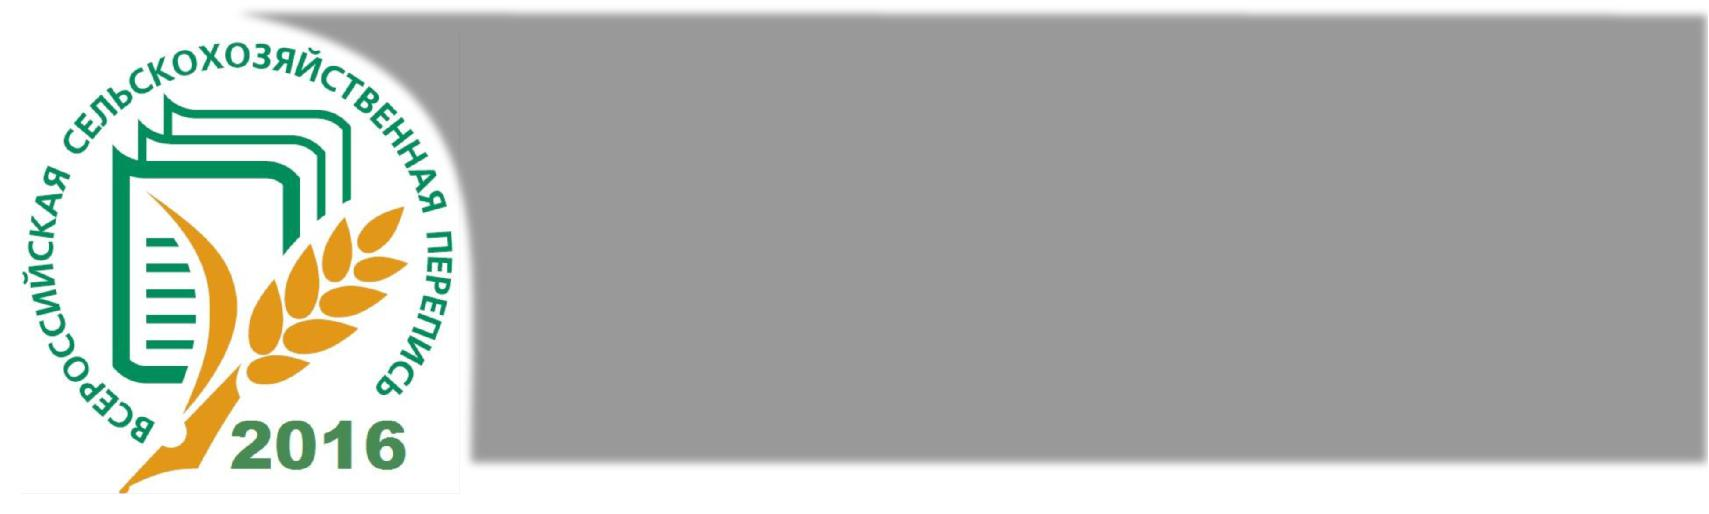 ВСЕРОССИЙСКАЯ СЕЛЬСКОХОЗЯЙСТВЕННАЯ ПЕРЕПИСЬ
2016